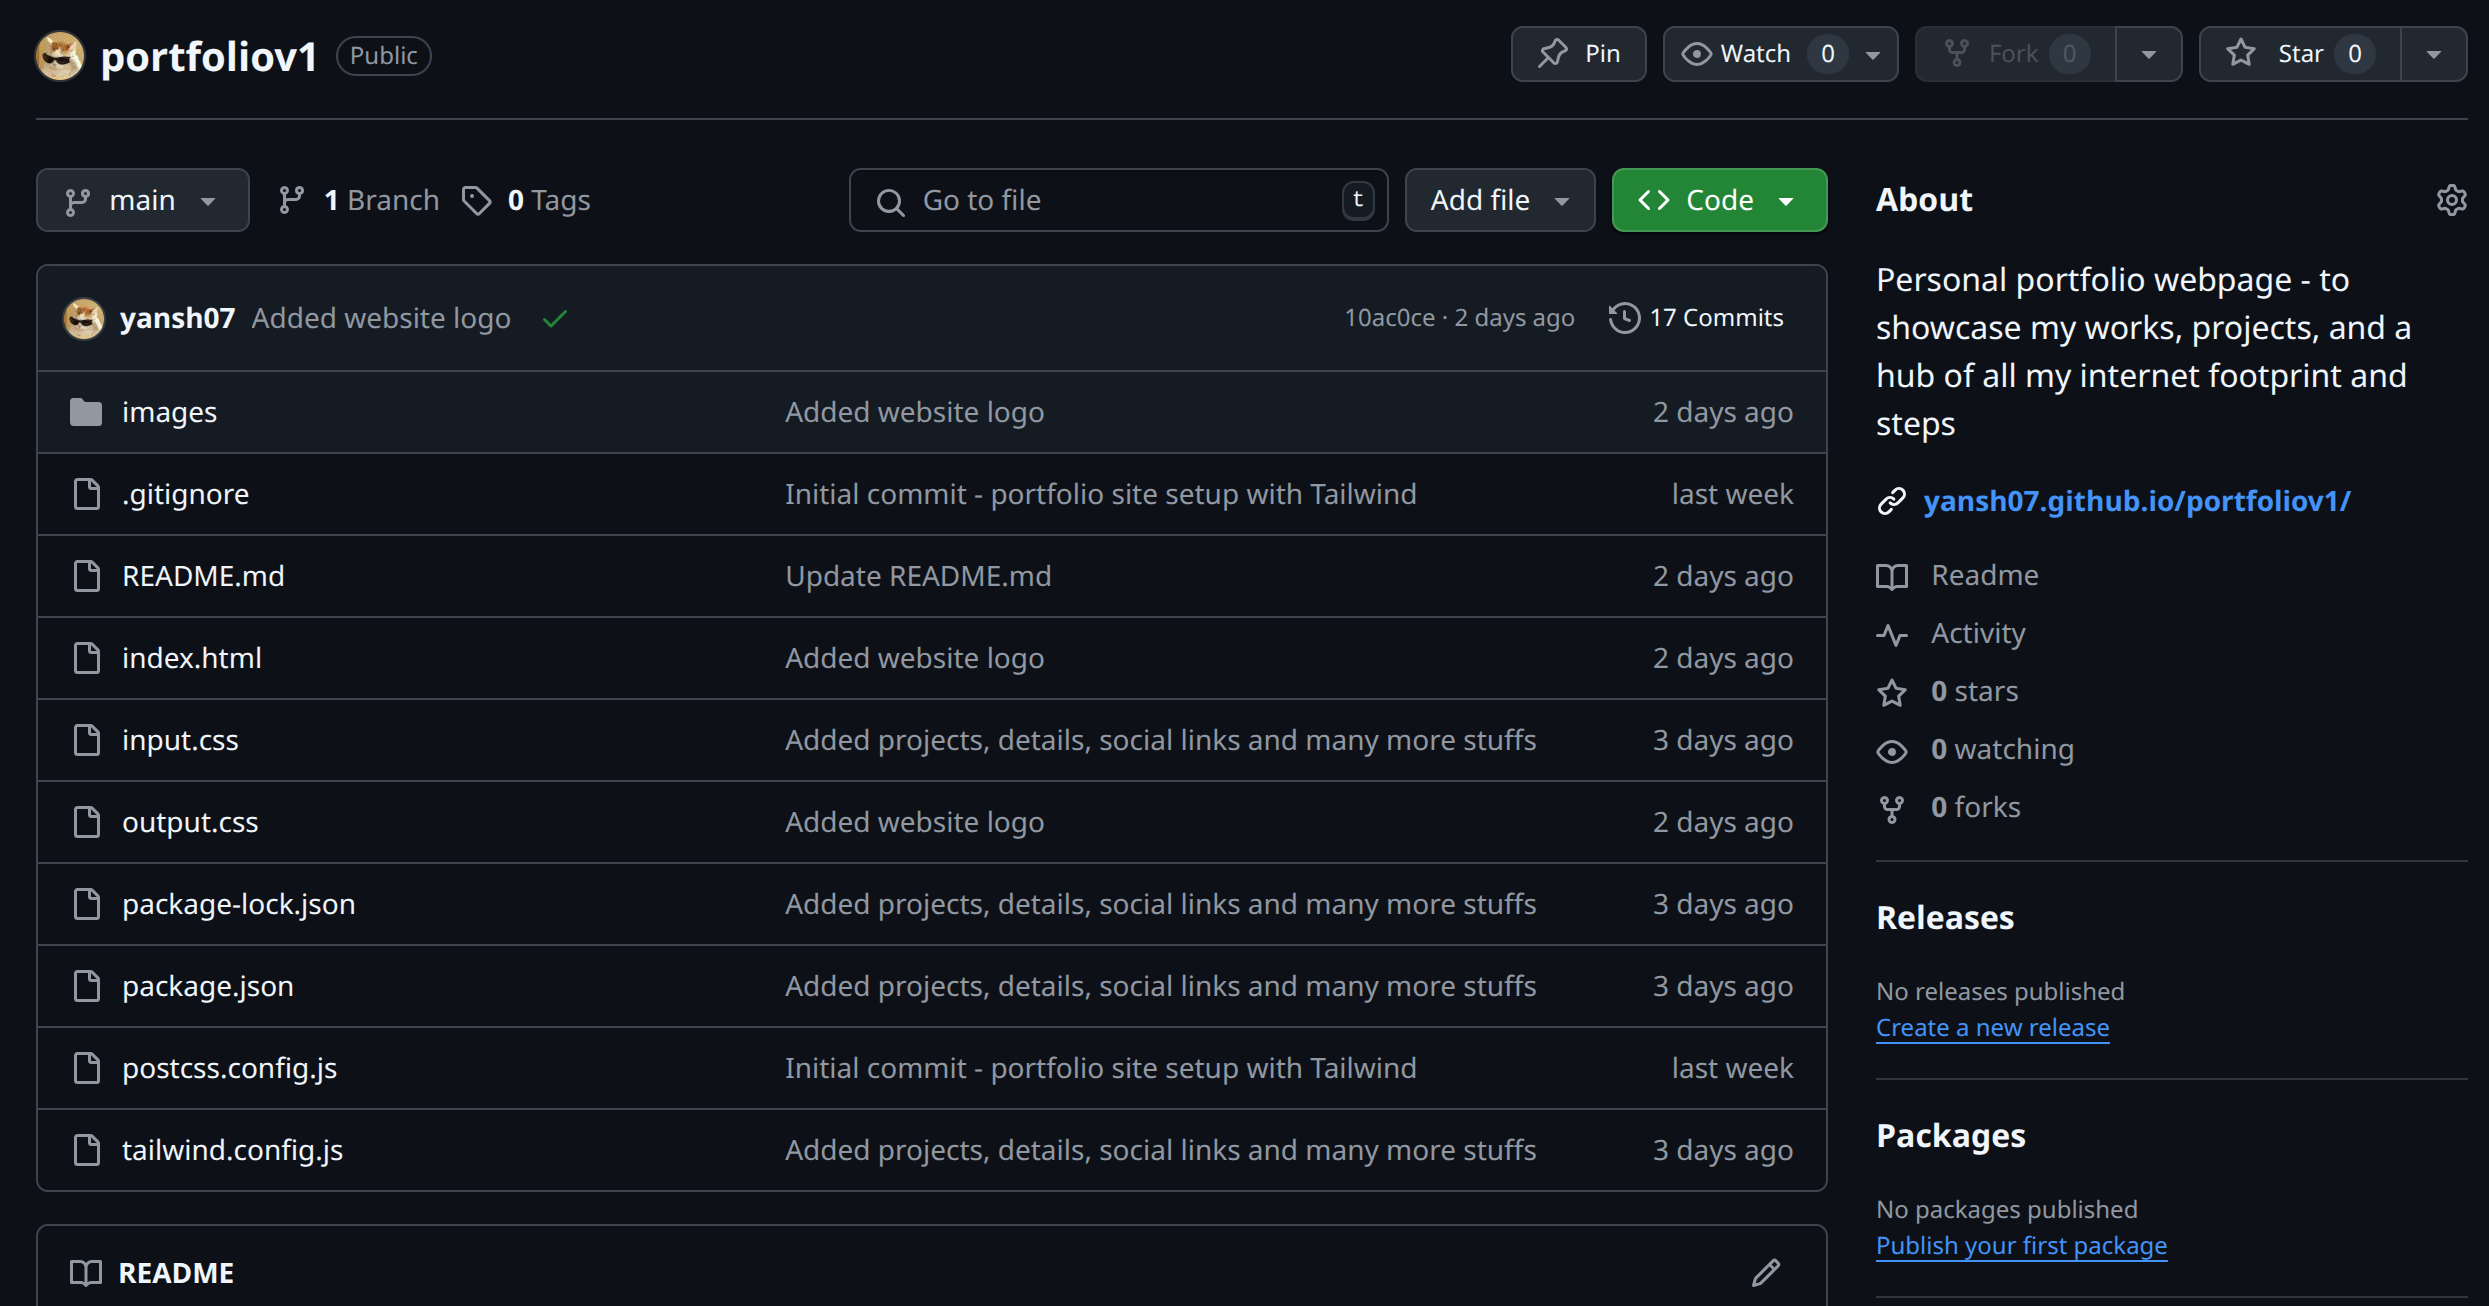 portfoliov1 Public Pin Watch 0 Fork 0 Star 0
main 1 Branch 0 Tags Go to file t Add file Code
yansh07 Added website logo 10ac0ce · 2 days ago 17 Commits
images Added website logo 2 days ago
.gitignore Initial commit - portfolio site setup with Tailwind last week
README.md Update README.md 2 days ago
index.html Added website logo 2 days ago
input.css Added projects, details, social links and many more stuffs 3 days ago
output.css Added website logo 2 days ago
package-lock.json Added projects, details, social links and many more stuffs 3 days ago
package.json Added projects, details, social links and many more stuffs 3 days ago
postcss.config.js Initial commit - portfolio site setup with Tailwind last week
tailwind.config.js Added projects, details, social links and many more stuffs 3 days ago
README
About
Personal portfolio webpage - to
showcase my works, projects, and a
hub of all my internet footprint and
steps
yansh07.github.io/portfoliov1/
Readme
Activity
0 stars
0 watching
0 forks
Releases
No releases published
Create a new release
Packages
No packages published
Publish your first package